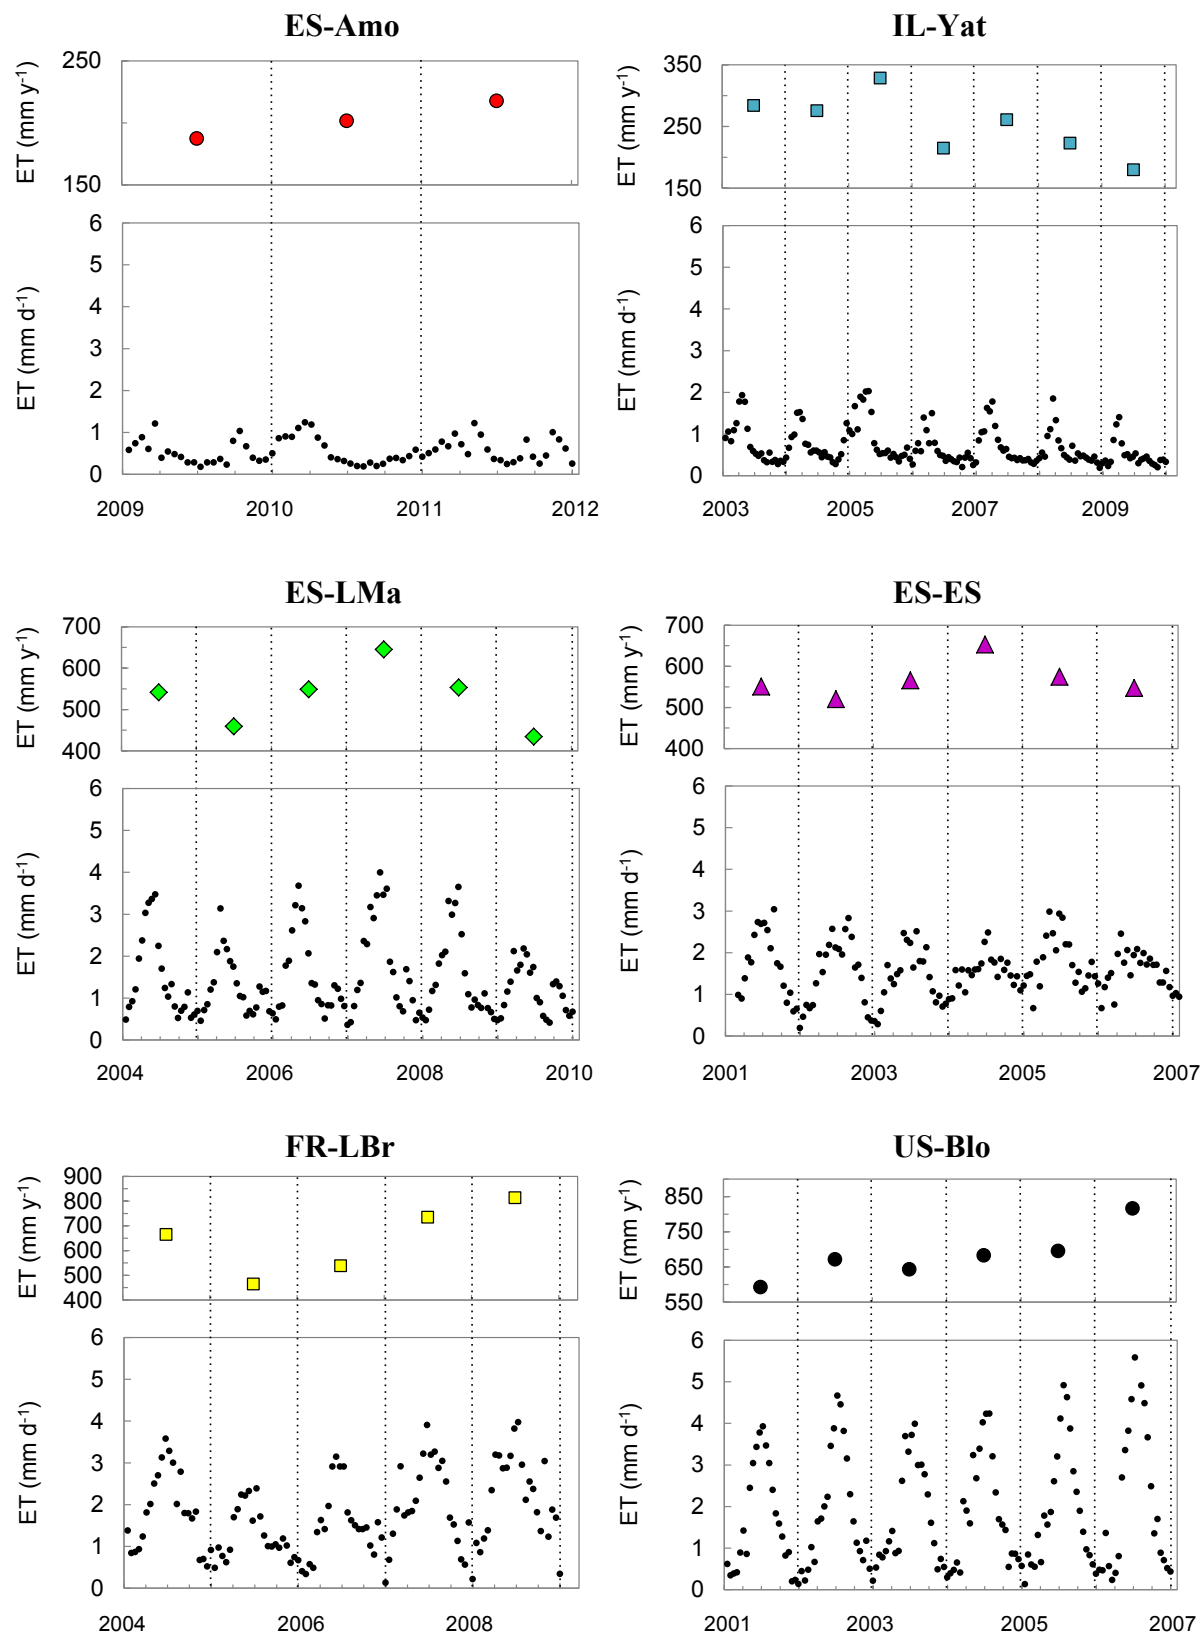 ES-Amo
ET (mm y-1)
250
150
ET (mm d-1)
6
5
4
3
2
1
0
2009 2010 2011 2012
IL-Yat
ET (mm y-1)
350
250
150
ET (mm d-1)
6
5
4
3
2
1
0
2003 2005 2007 2009
ES-LMa
ET (mm y-1)
700
600
500
400
ET (mm d-1)
6
5
4
3
2
1
0
2004 2006 2008 2010
ES-ES
ET (mm y-1)
700
600
500
400
ET (mm d-1)
6
5
4
3
2
1
0
2001 2003 2005 2007
FR-LBr
ET (mm y-1)
900
800
700
600
500
400
ET (mm d-1)
6
5
4
3
2
1
0
2004 2006 2008
US-Blo
ET (mm y-1)
850
750
650
550
ET (mm d-1)
6
5
4
3
2
1
0
2001 2003 2005 2007